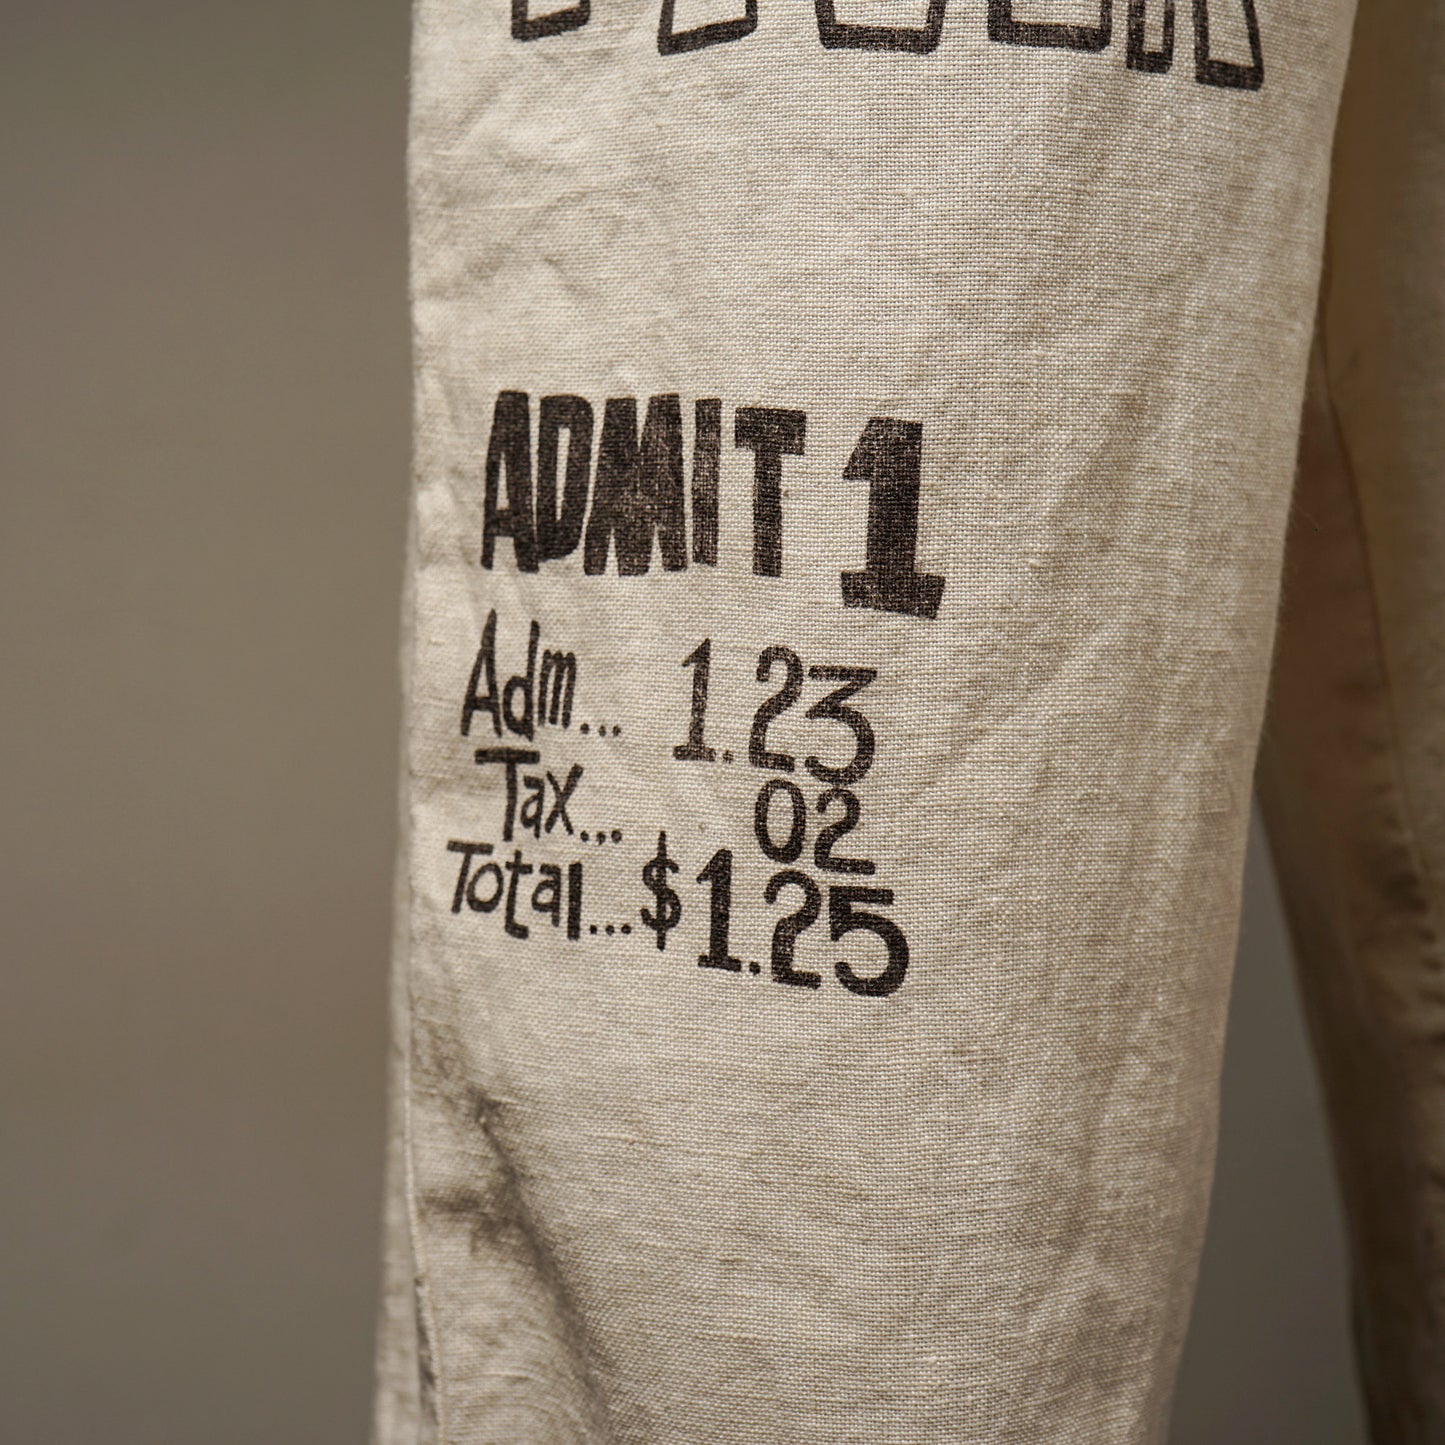 ADMIT 1
Adm... 1.23
Tax... 02
Total... $1.25